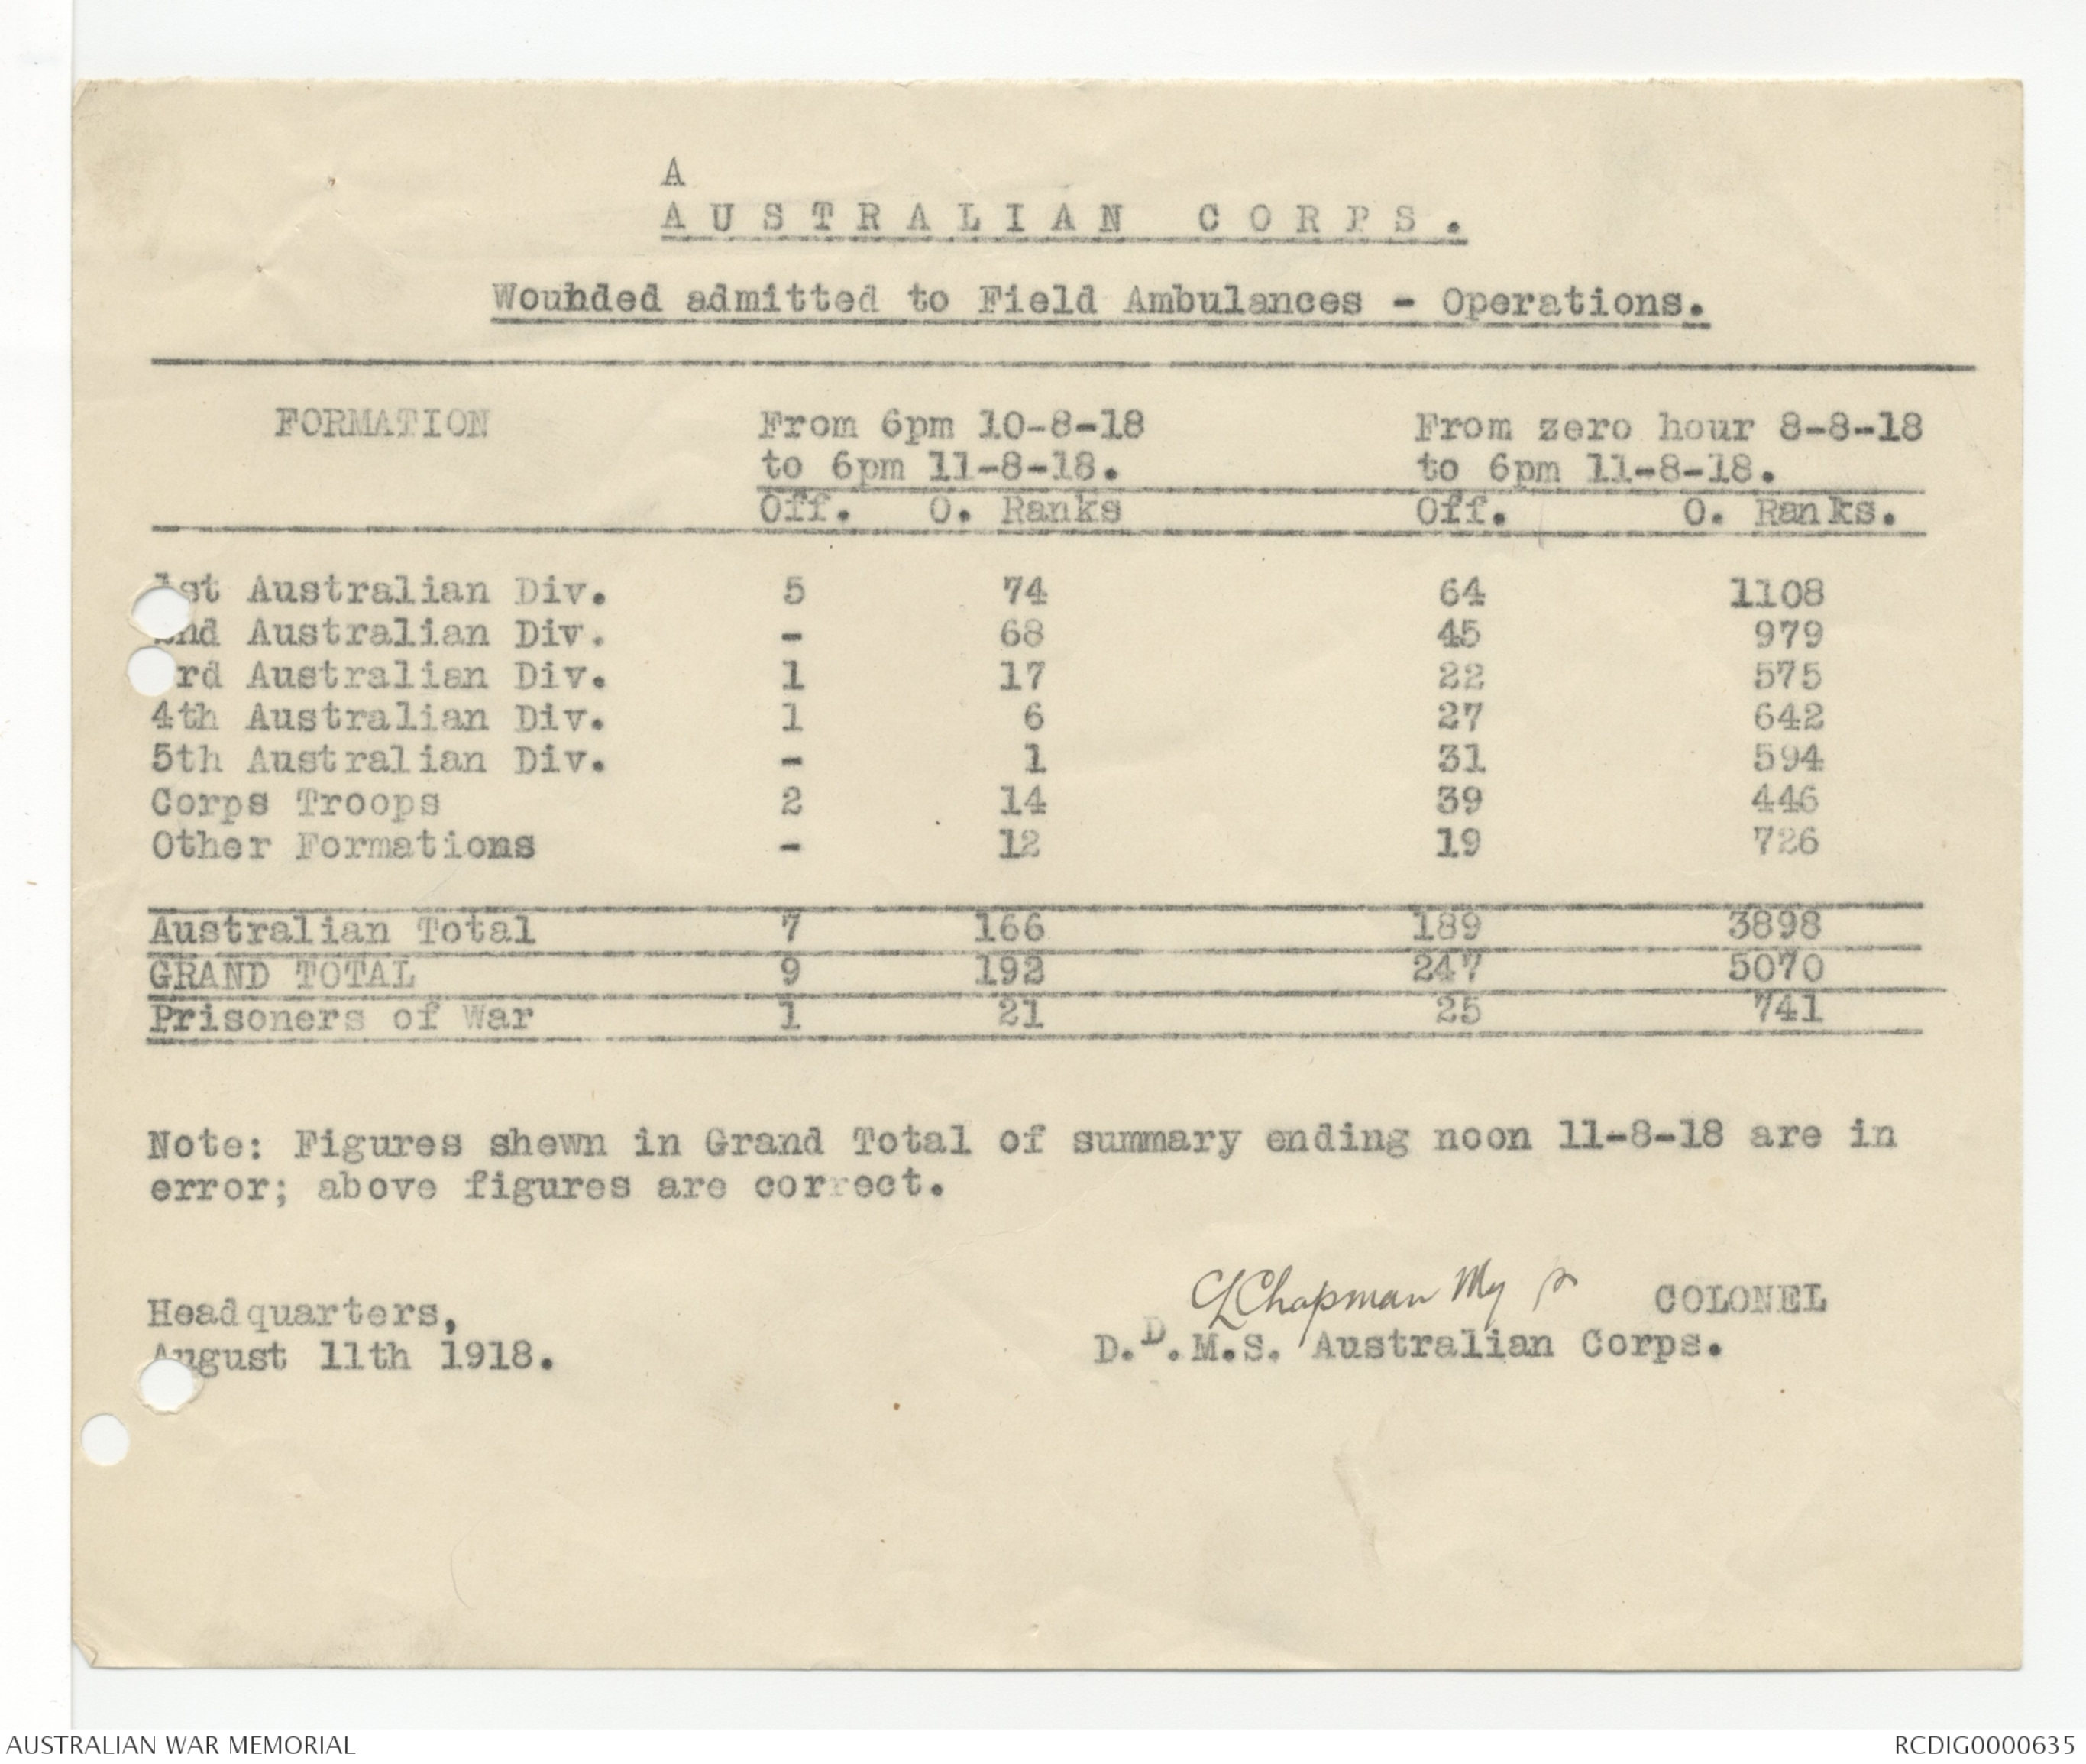 A
AUSTRALIAN CORPS.
Wounded admitted to Field Ambulances - Operations.
FORMATION From 6pm 10-8-18 From zero hour 8-8-18
to 6pm 11-8-18. to 6pm 11-8-18.
Off. O. Ranks Off. O. Ranks.
1st Australian Div. 5 74 64 1108
2nd Australian Div. - 68 45 979
rd Australian Div. 1 17 22 575
4th Australian Div. 1 6 27 642
5th Australian Div. - 1 31 594
Corps Troops 2 14 39 446
Other Formations - 12 19 726
Australian Total 7 166 189 3898
GRAND TOTAL 9 192 247 5070
Prisoners of War 1 21 25 741
Note: Figures shewn in Grand Total of summary ending noon 11-8-18 are in
error; above figures are correct.
Headquarters,
August 11th 1918.
Chapman COLONEL
D.D.M.S. Australian Corps.
AUSTRALIAN WAR MEMORIAL
RCDIG0000635